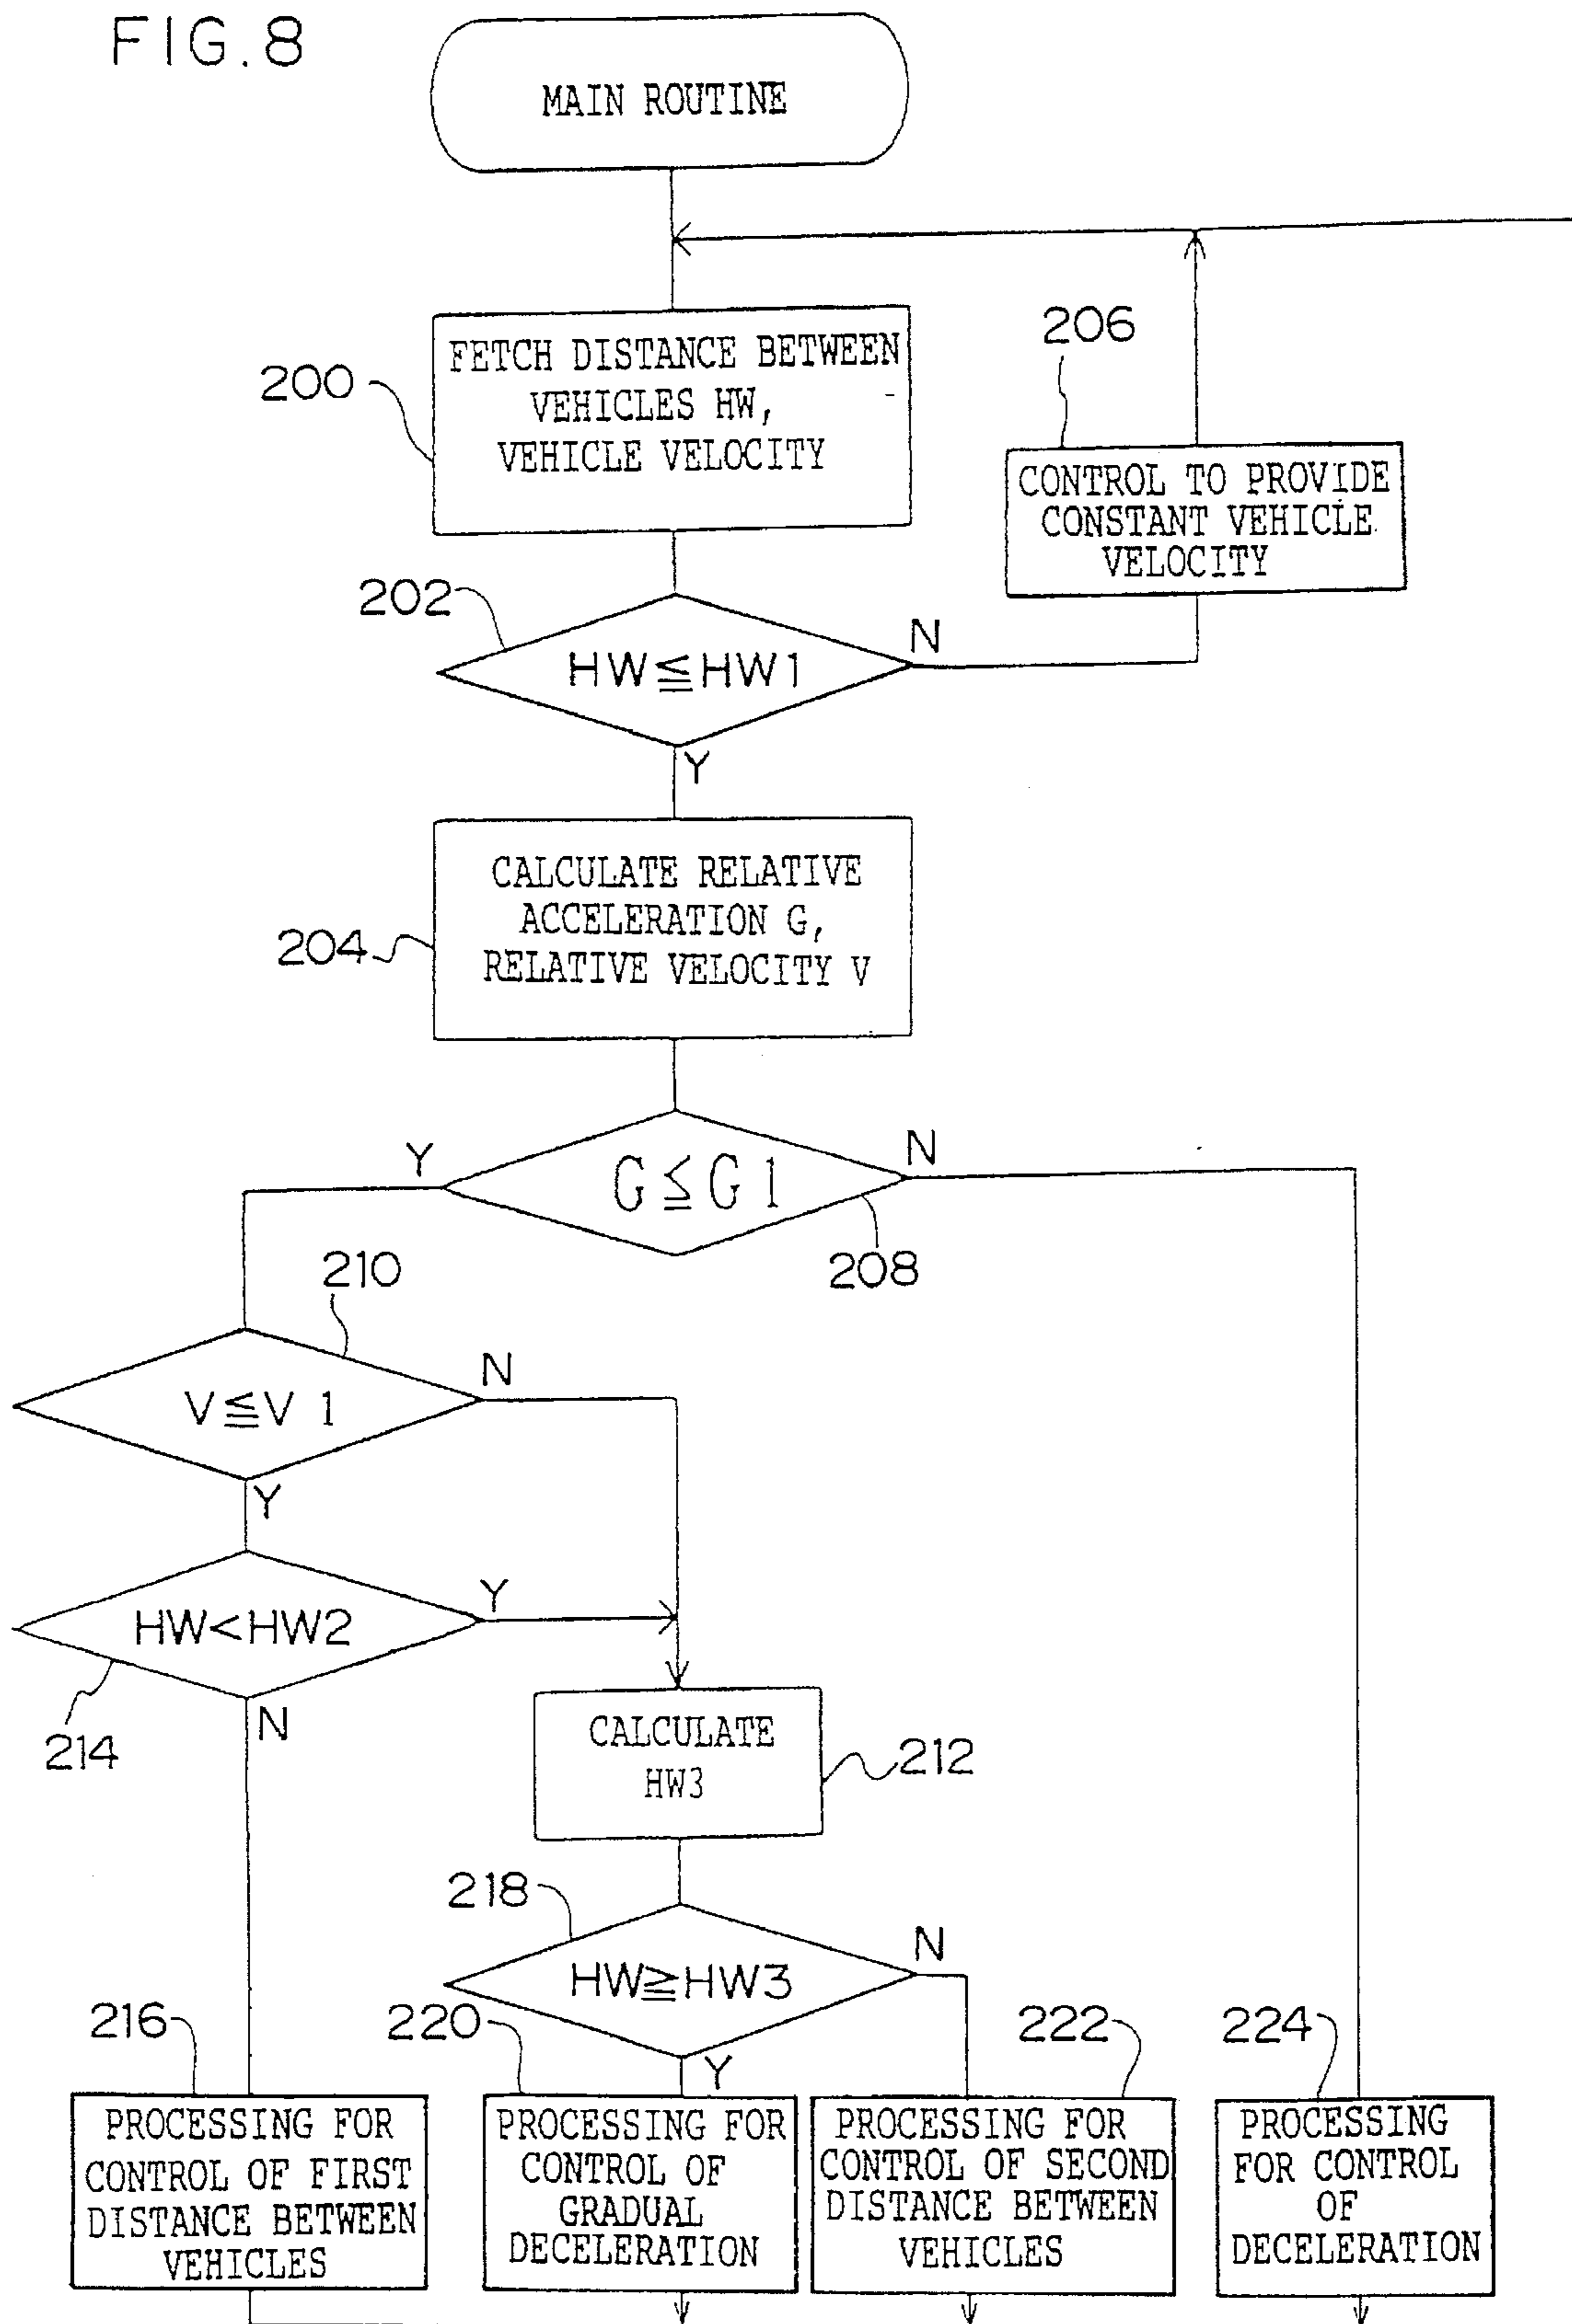 FIG.8
MAIN ROUTINE
200
FETCH DISTANCE BETWEEN
VEHICLES HW,
VEHICLE VELOCITY
206
CONTROL TO PROVIDE
CONSTANT VEHICLE
VELOCITY
202
HW≦HW1
N
Y
204
CALCULATE RELATIVE
ACCELERATION G,
RELATIVE VELOCITY V
Y
G≦G1
N
208
210
V≦V1
N
Y
HW<HW2
Y
214
N
CALCULATE
HW3
212
218
HW≧HW3
N
Y
216
PROCESSING FOR
CONTROL OF FIRST
DISTANCE BETWEEN
VEHICLES
220
PROCESSING FOR
CONTROL OF
GRADUAL
DECELERATION
222
PROCESSING FOR
CONTROL OF SECOND
DISTANCE BETWEEN
VEHICLES
224
PROCESSING
FOR CONTROL
OF
DECELERATION